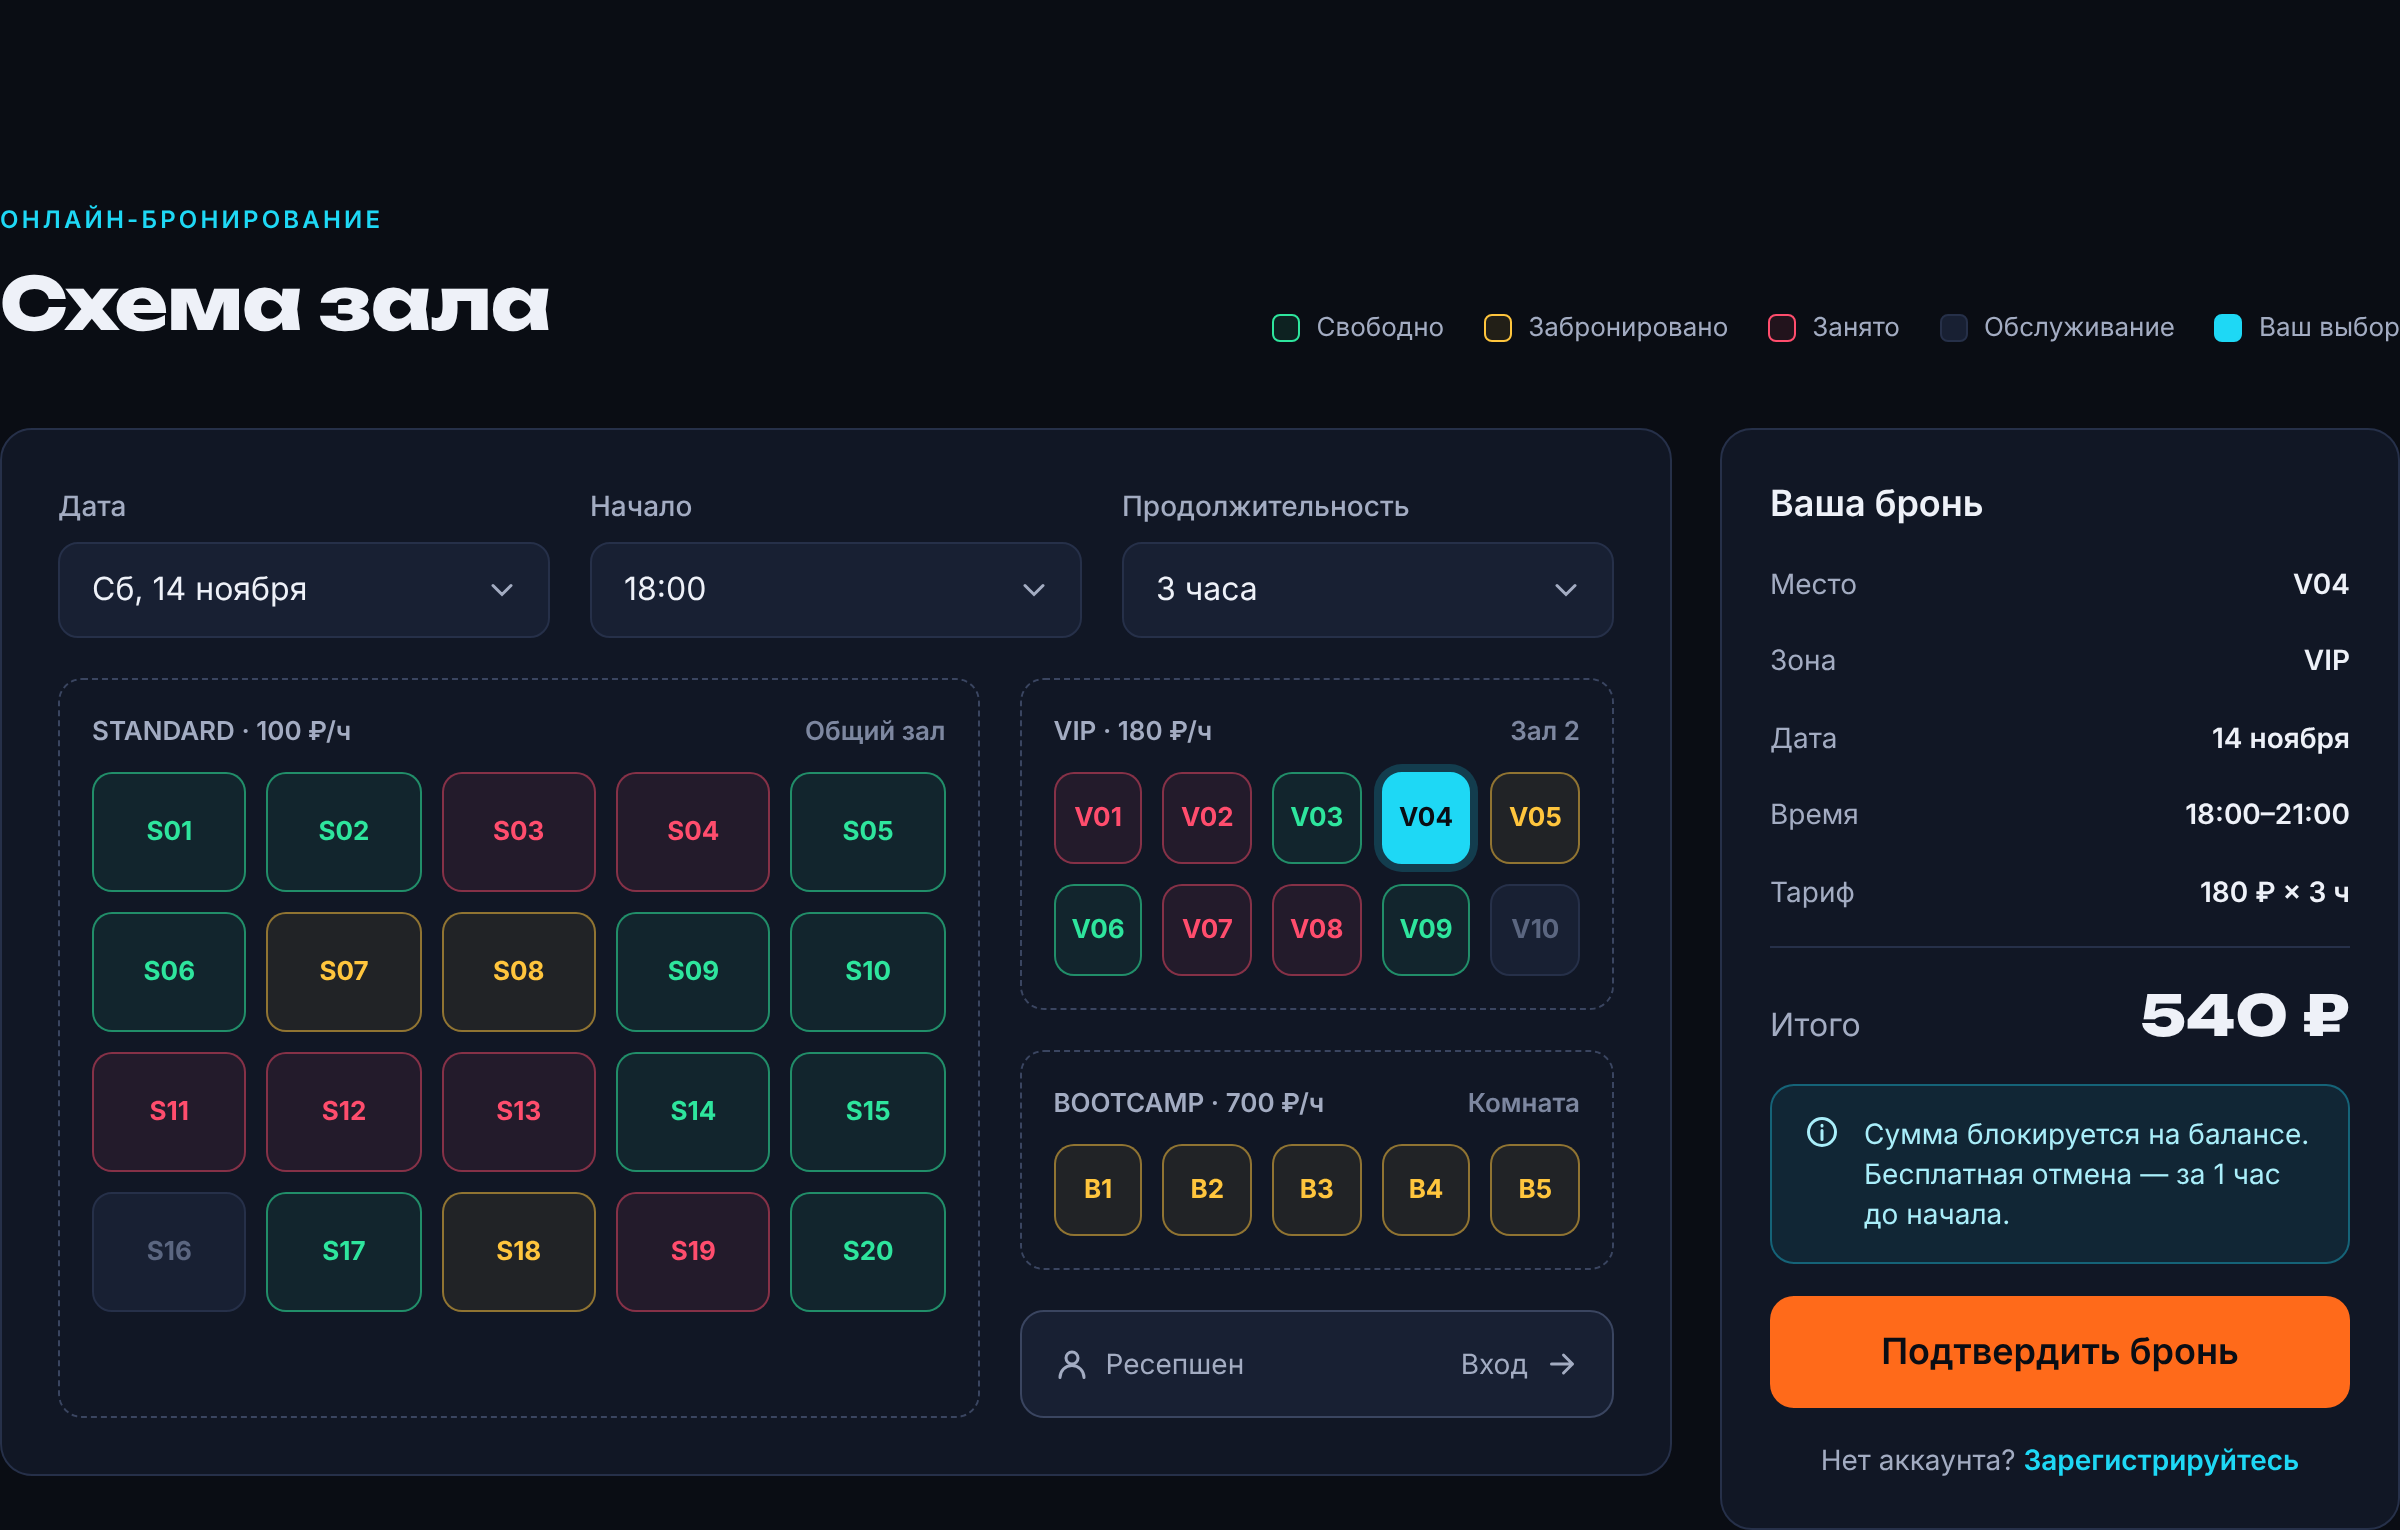 ОНЛАЙН-БРОНИРОВАНИЕ
Схема зала
Свободно Забронировано Занято Обслуживание Ваш выбор
Дата Начало Продолжительность
Сб, 14 ноября 18:00 3 часа
STANDARD · 100 ₽/ч Общий зал
S01 S02 S03 S04 S05
S06 S07 S08 S09 S10
S11 S12 S13 S14 S15
S16 S17 S18 S19 S20
VIP · 180 ₽/ч Зал 2
V01 V02 V03 V04 V05
V06 V07 V08 V09 V10
BOOTCAMP · 700 ₽/ч Комната
B1 B2 B3 B4 B5
Ресепшен Вход
Ваша бронь
Место V04
Зона VIP
Дата 14 ноября
Время 18:00–21:00
Тариф 180 ₽ × 3 ч
Итого 540 ₽
Сумма блокируется на балансе.
Бесплатная отмена — за 1 час
до начала.
Подтвердить бронь
Нет аккаунта? Зарегистрируйтесь